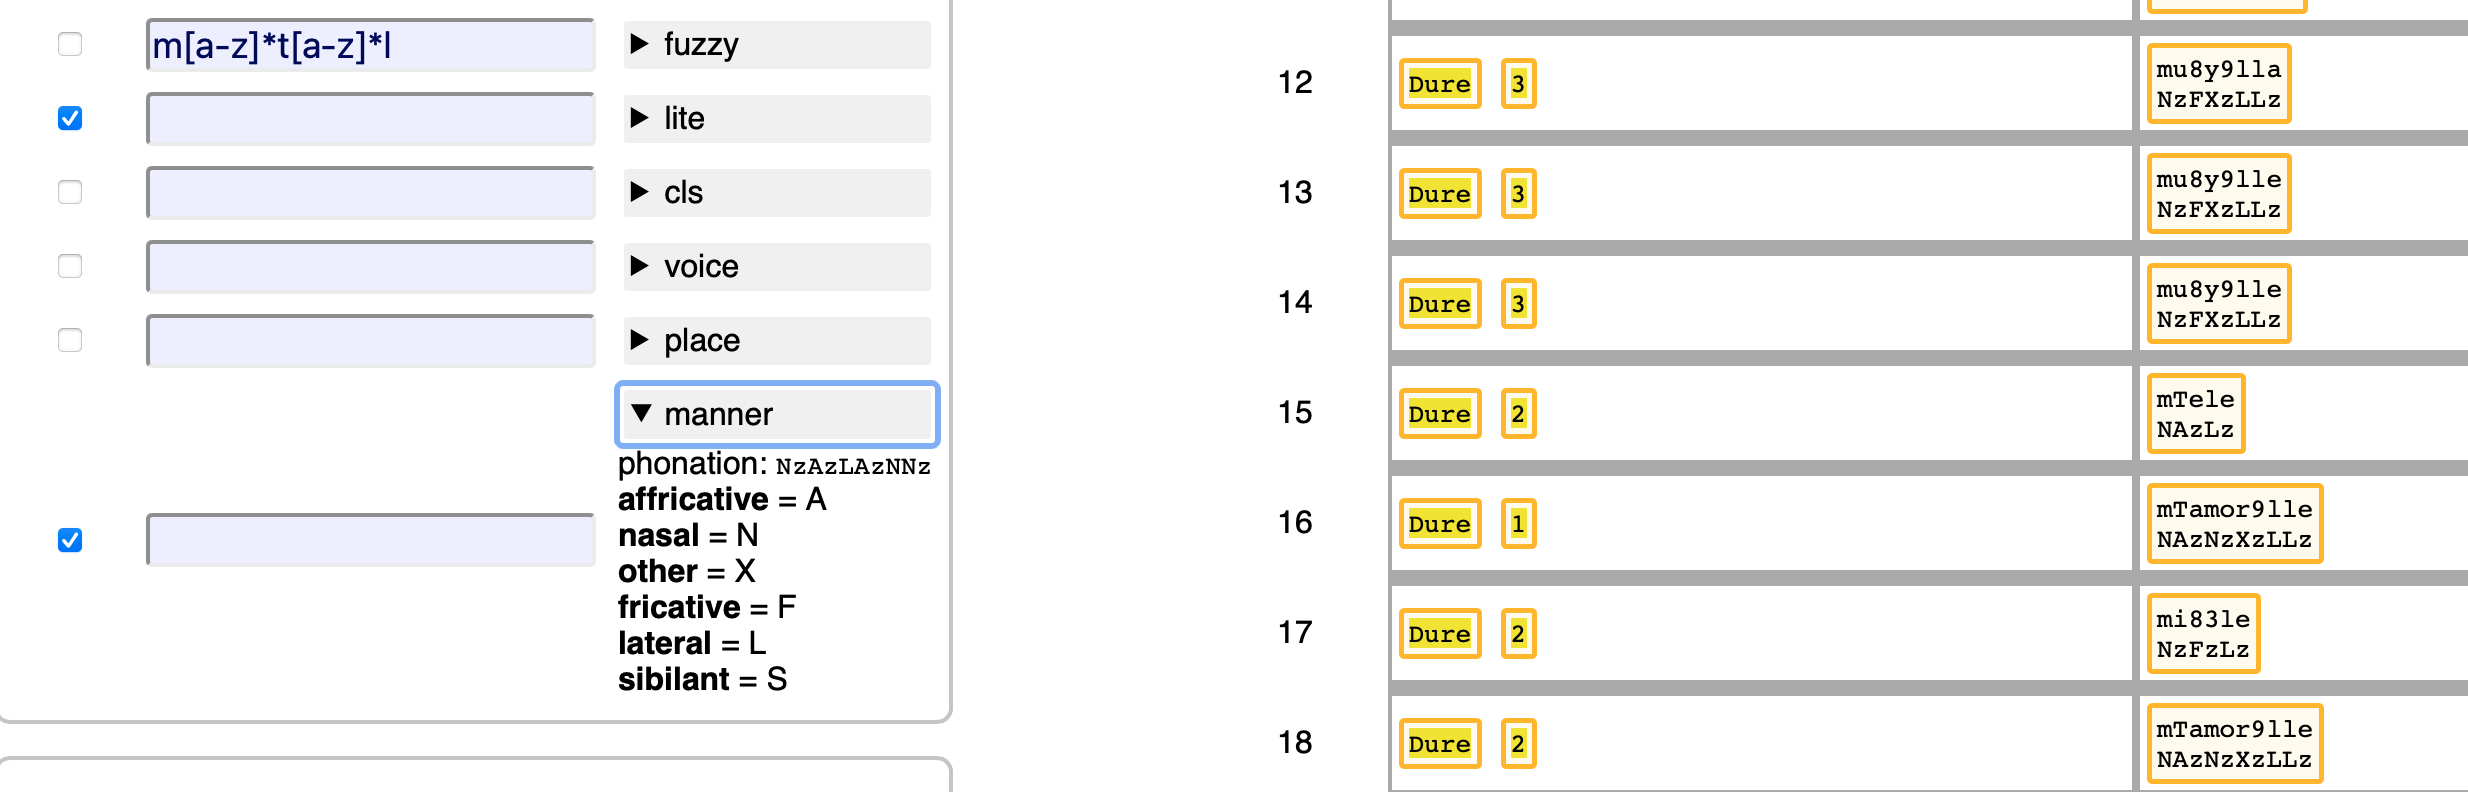 m[a-z]*t[a-z]*l
▶ fuzzy
▶ lite
▶ cls
▶ voice
▶ place
▼ manner
phonation: NzAzLAzNNz
affricative = A
nasal = N
other = X
fricative = F
lateral = L
sibilant = S
12 Dure 3 mu8y9lla
NzFXzLLz
13 Dure 3 mu8y9lle
NzFXzLLz
14 Dure 3 mu8y9lle
NzFXzLLz
15 Dure 2 mTele
NAzLz
16 Dure 1 mTamor9lle
NAzNzXzLLz
17 Dure 2 mi83le
NzFzLz
18 Dure 2 mTamor9lle
NAzNzXzLLz